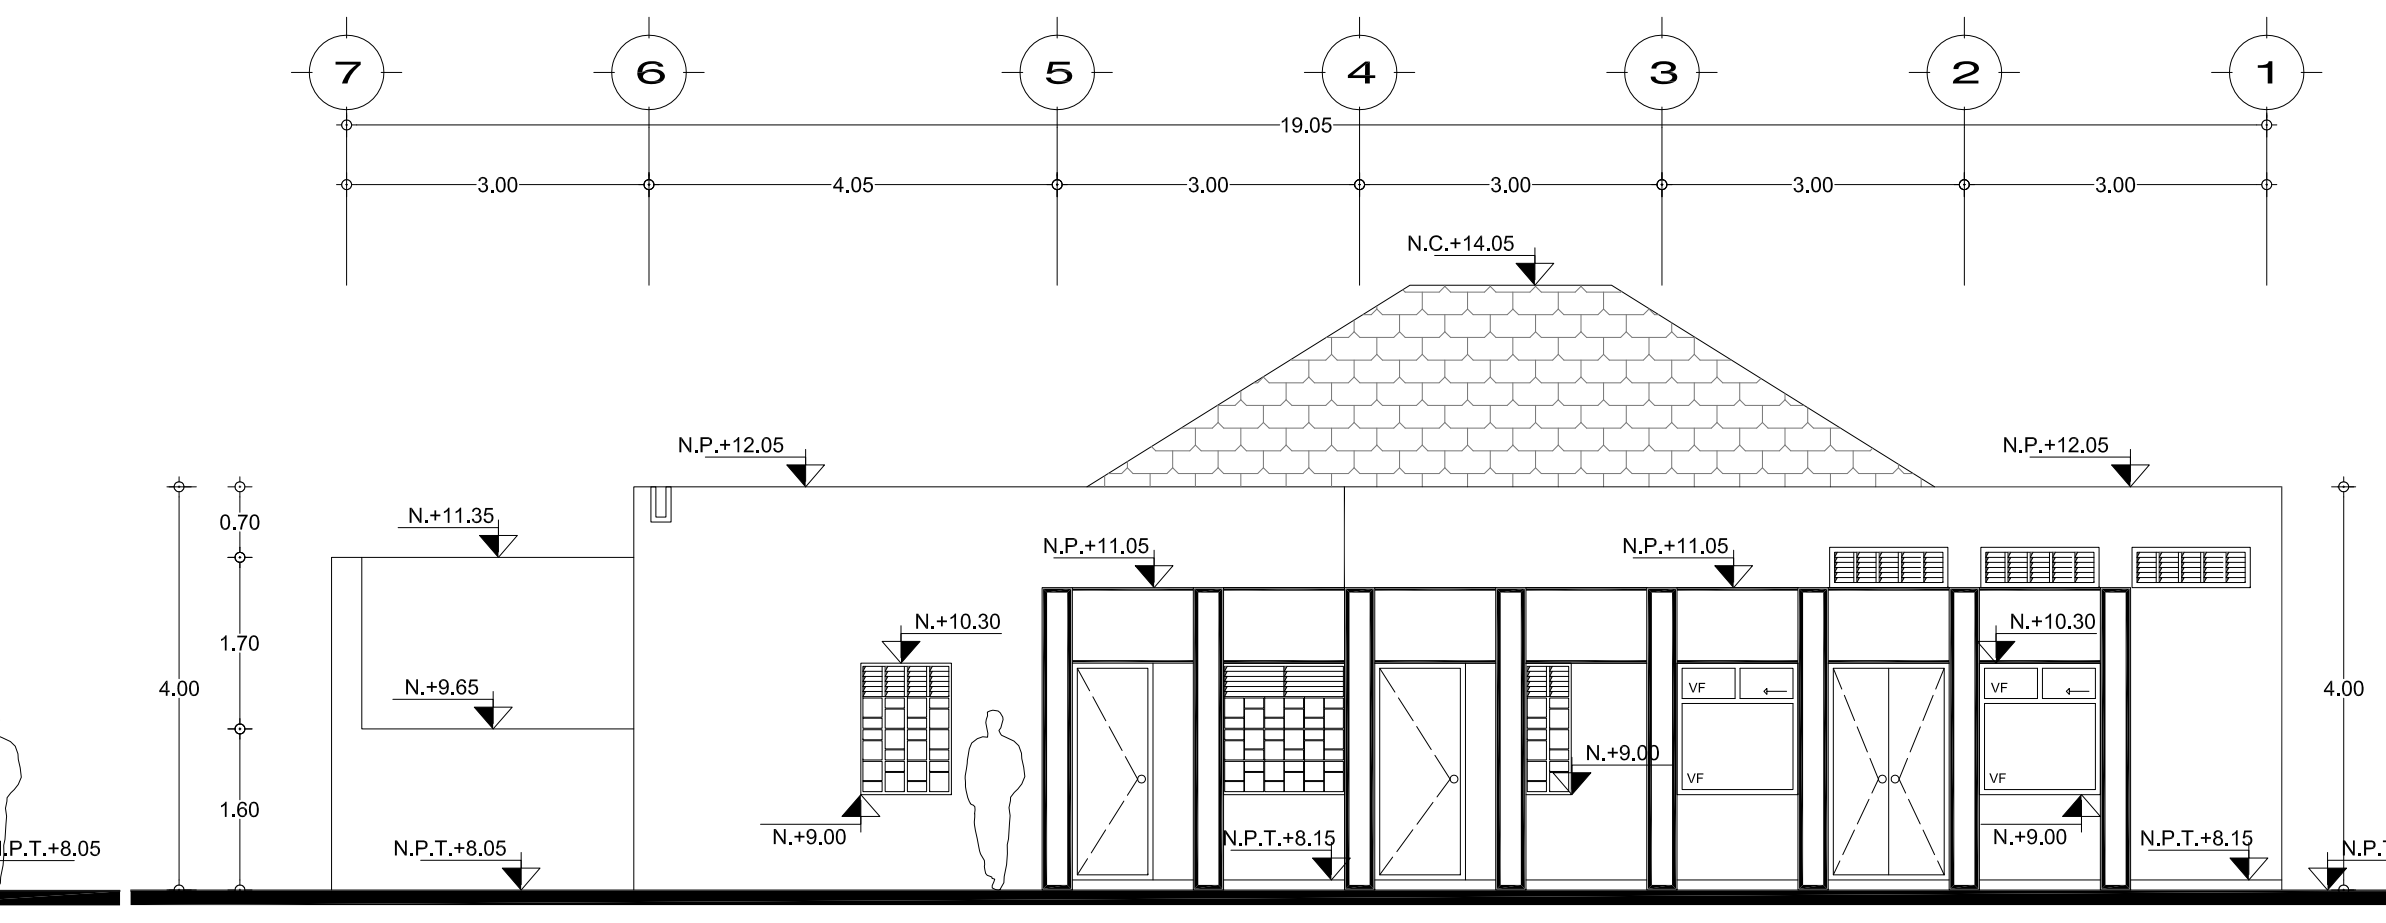 7 6 5 4 3 2 1
19.05
3.00 4.05 3.00 3.00 3.00 3.00
N.C.+14.05
N.P.+12.05 N.P.+12.05
0.70 N.+11.35
N.P.+11.05 N.P.+11.05
N.+10.30 N.+10.30
1.70
4.00 N.+9.65 VF VF 4.00
N.+9.00
VF VF
1.60
N.+9.00 N.P.T.+8.15 N.+9.00 N.P.T.+8.15
.P.T.+8.05 N.P.T.+8.05 N.P.T